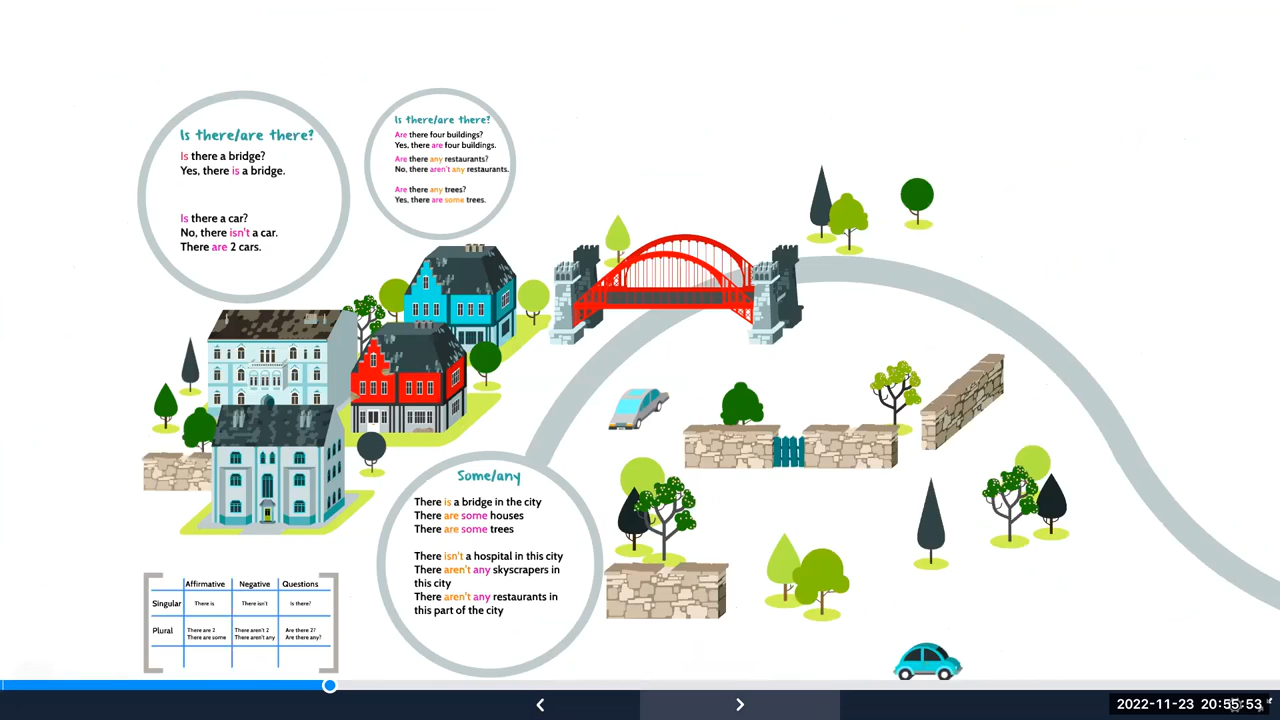 Is there/are there?
Is there a bridge?
Yes, there is a bridge.
Is there a car?
No, there isn't a car.
There are 2 cars.
Is there/are there?
Are there four buildings?
Yes, there are four buildings.
Are there any restaurants?
No, there aren't any restaurants.
Are there any trees?
Yes, there are some trees.
Some/any
There is a bridge in the city
There are some houses
There are some trees
There isn't a hospital in this city
There aren't any skyscrapers in
this city
There aren't any restaurants in
this part of the city
Affirmative Negative Questions
Singular There is There isn't Is there?
Plural There are 2 There aren't 2 Are there 2?
There are some There aren't any Are there any?
2022-11-23 20:55:53